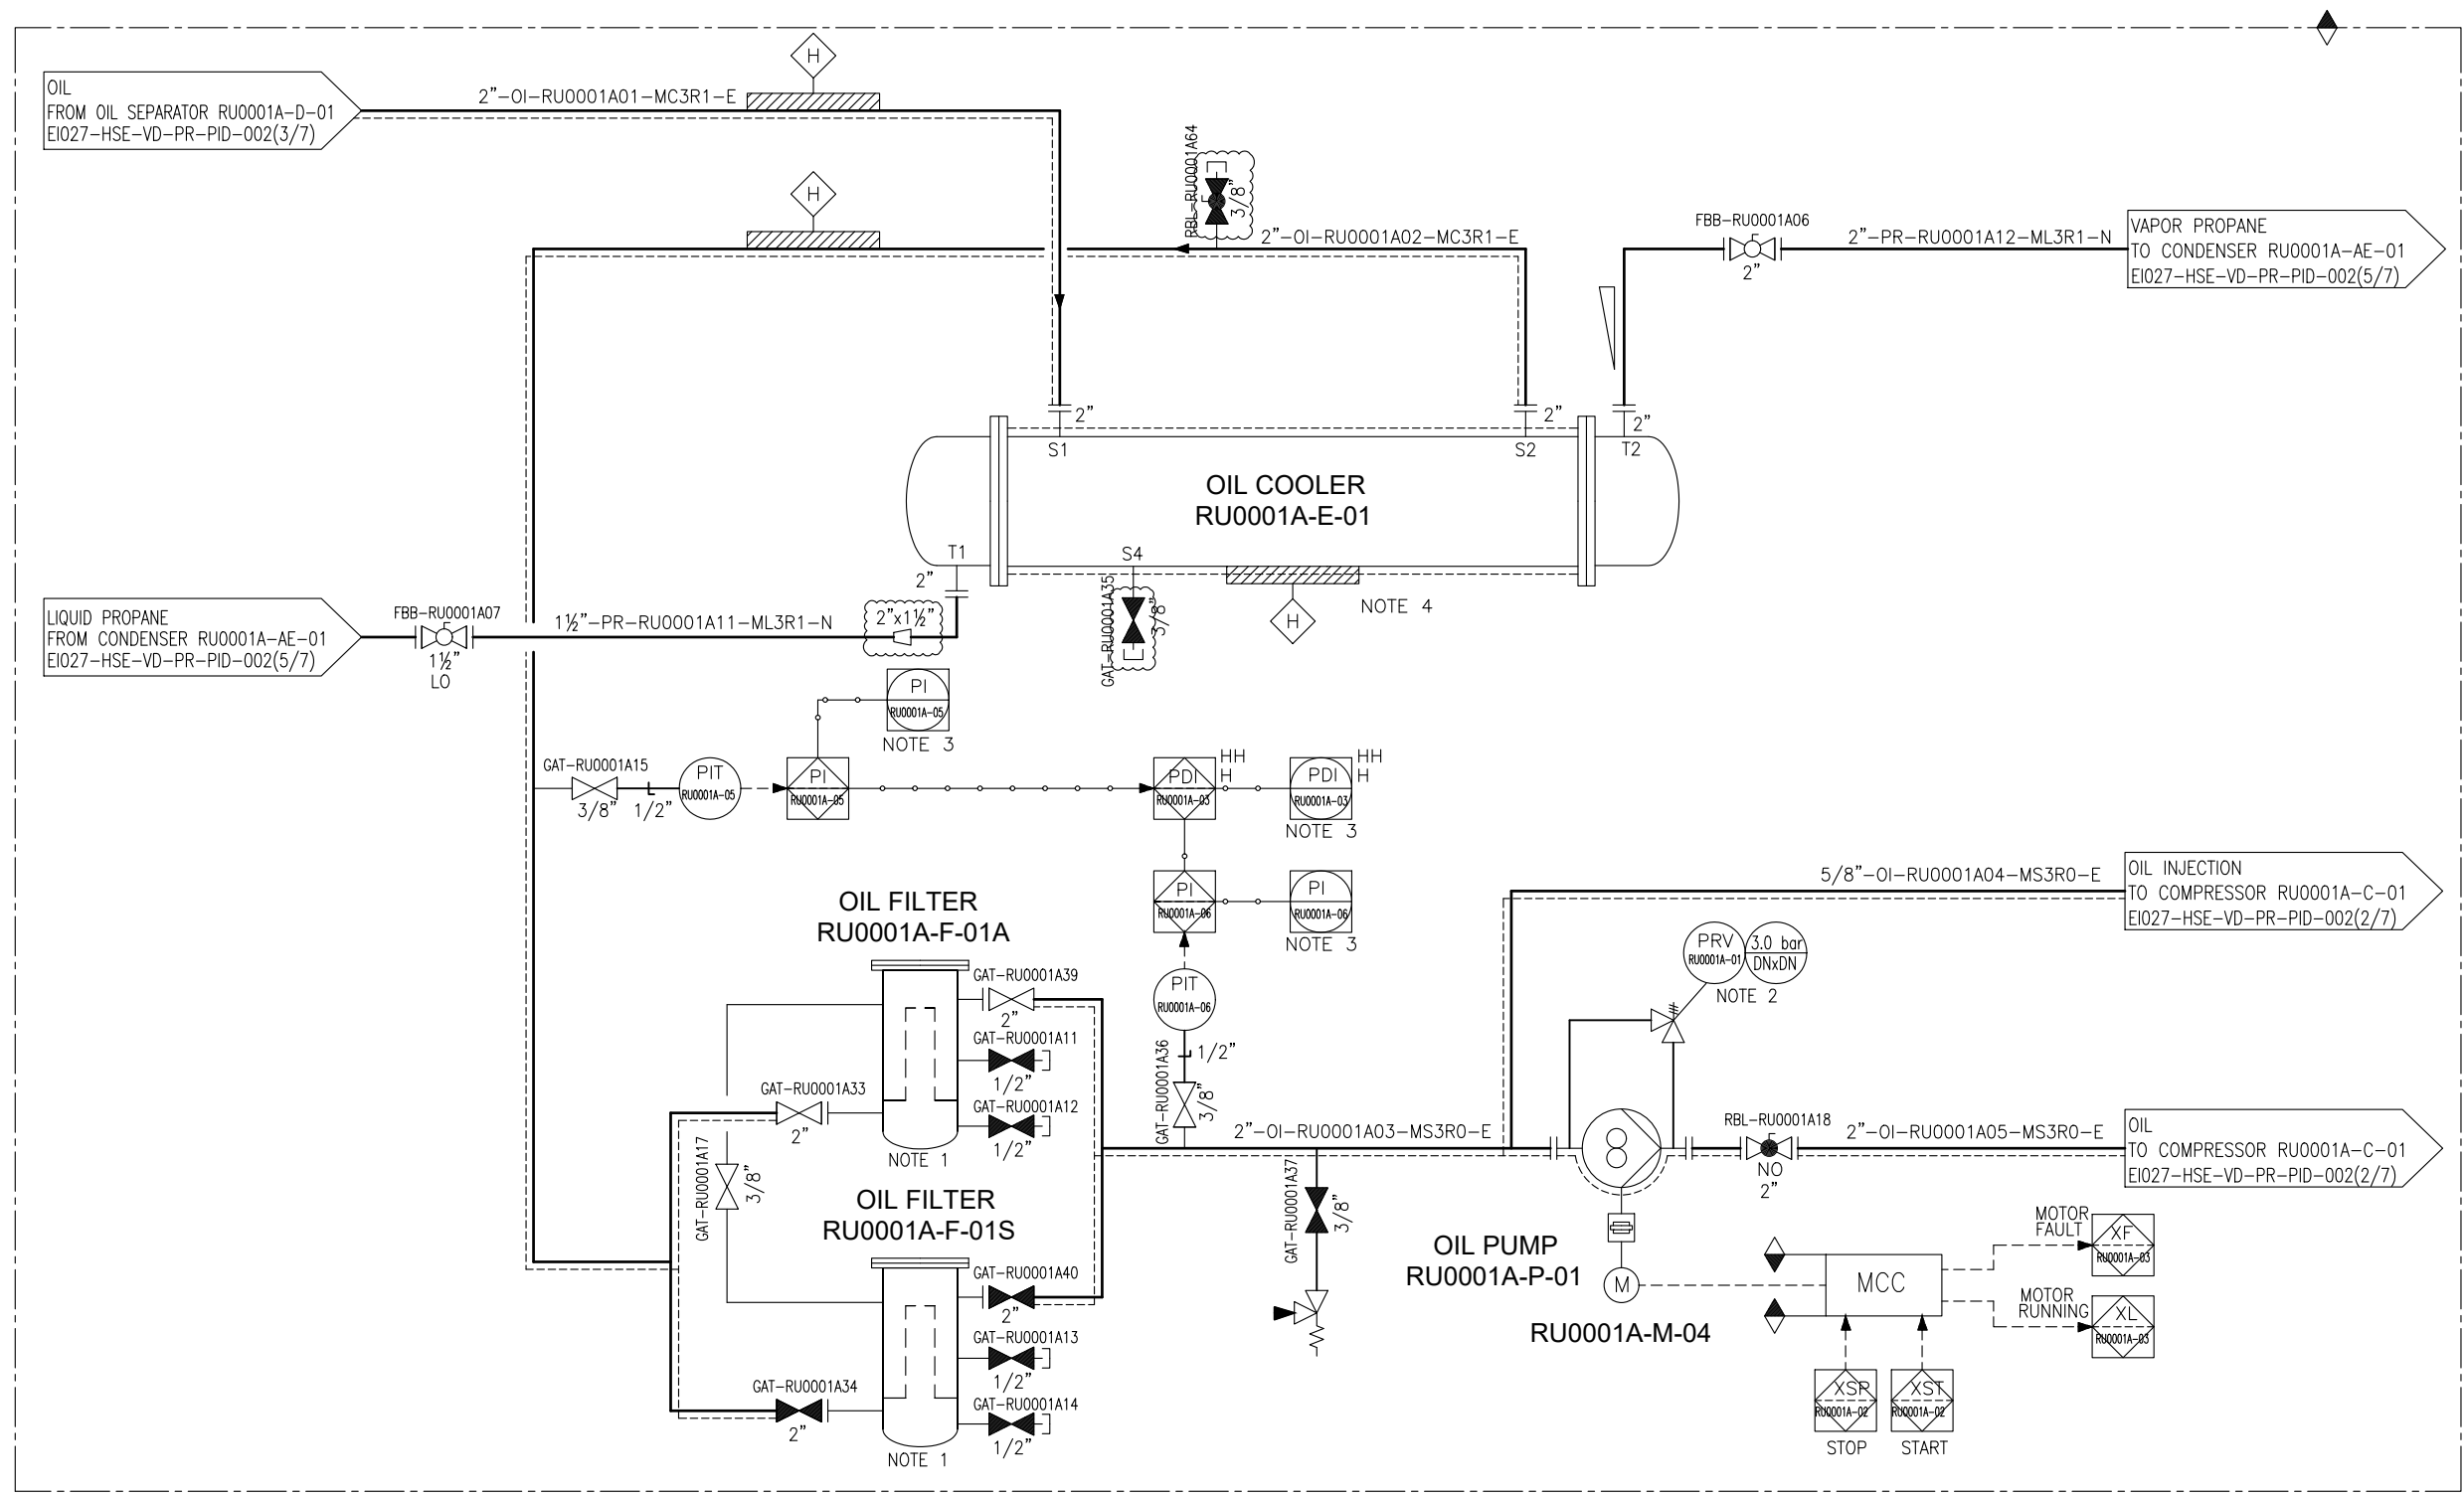 H
OIL
FROM OIL SEPARATOR RU0001A-D-01
EI027-HSE-VD-PR-PID-002(3/7)
2"-OI-RU0001A01-MC3R1-E
H
RBL-RU0001A64
3/8"
2"-OI-RU0001A02-MC3R1-E
FBB-RU0001A06
2"
2"-PR-RU0001A12-ML3R1-N
VAPOR PROPANE
TO CONDENSER RU0001A-AE-01
EI027-HSE-VD-PR-PID-002(5/7)
2"
2"
2"
S1
S2
T2
OIL COOLER
RU0001A-E-01
T1
S4
2"
GAT-RU0001A35
3/8"
H
NOTE 4
LIQUID PROPANE
FROM CONDENSER RU0001A-AE-01
EI027-HSE-VD-PR-PID-002(5/7)
FBB-RU0001A07
1½"
LO
1½"-PR-RU0001A11-ML3R1-N
2"x1½"
PI
RU0001A-05
NOTE 3
GAT-RU0001A15
3/8"
1/2"
PIT
RU0001A-05
PI
RU0001A-05
PDI
RU0001A-03
HH
H
PDI
RU0001A-03
HH
H
NOTE 3
PI
RU0001A-06
PI
RU0001A-06
NOTE 3
PIT
RU0001A-06
1/2"
GAT-RU0001A36
3/8"
OIL FILTER
RU0001A-F-01A
GAT-RU0001A39
2"
GAT-RU0001A11
1/2"
GAT-RU0001A12
1/2"
GAT-RU0001A33
2"
NOTE 1
GAT-RU0001A17
3/8"
OIL FILTER
RU0001A-F-01S
GAT-RU0001A40
2"
GAT-RU0001A13
1/2"
GAT-RU0001A14
1/2"
GAT-RU0001A34
2"
NOTE 1
5/8"-OI-RU0001A04-MS3R0-E
OIL INJECTION
TO COMPRESSOR RU0001A-C-01
EI027-HSE-VD-PR-PID-002(2/7)
PRV
RU0001A-01
3.0 bar
DNxDN
NOTE 2
2"-OI-RU0001A03-MS3R0-E
GAT-RU0001A37
3/8"
RBL-RU0001A18
NO
2"
2"-OI-RU0001A05-MS3R0-E
OIL
TO COMPRESSOR RU0001A-C-01
EI027-HSE-VD-PR-PID-002(2/7)
OIL PUMP
RU0001A-P-01
M
RU0001A-M-04
MCC
MOTOR
FAULT
XF
RU0001A-03
MOTOR
RUNNING
XL
RU0001A-03
XSP
RU0001A-02
STOP
XST
RU0001A-02
START